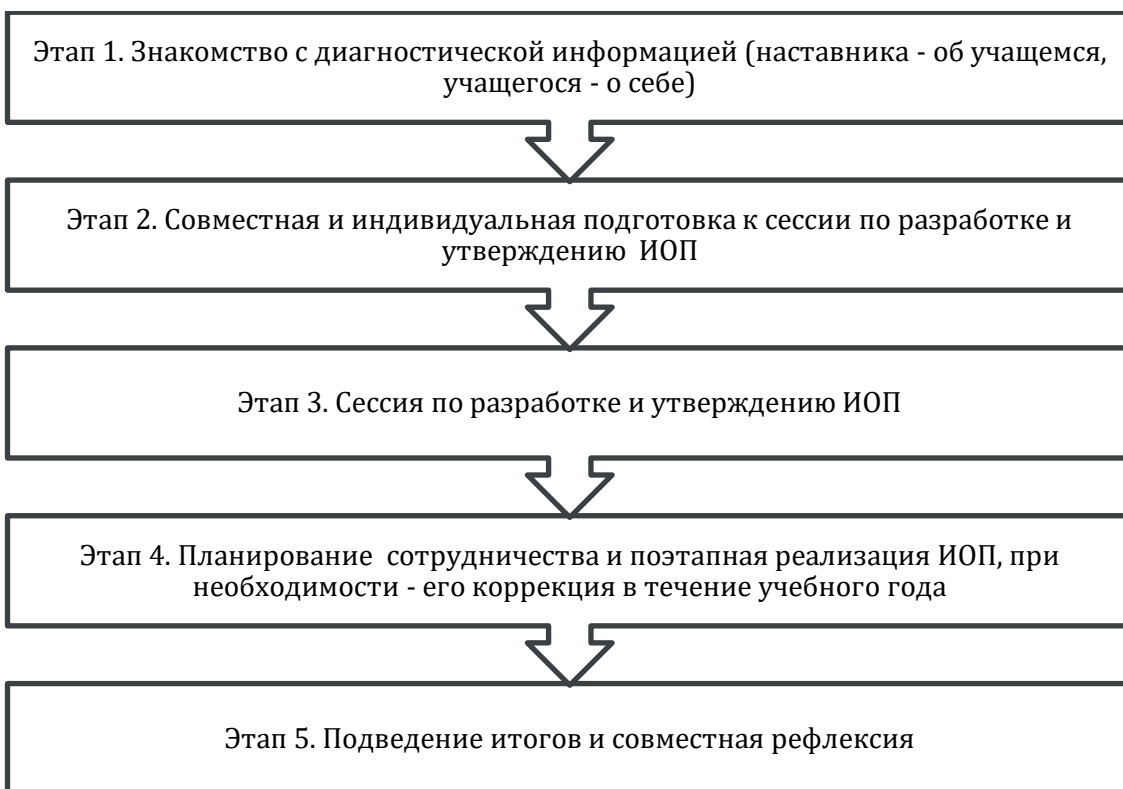 Этап 1. Знакомство с диагностической информацией (наставника - об учащемся,
учащегося - о себе)
Этап 2. Совместная и индивидуальная подготовка к сессии по разработке и
утверждению ИОП
Этап 3. Сессия по разработке и утверждению ИОП
Этап 4. Планирование сотрудничества и поэтапная реализация ИОП, при
необходимости - его коррекция в течение учебного года
Этап 5. Подведение итогов и совместная рефлексия